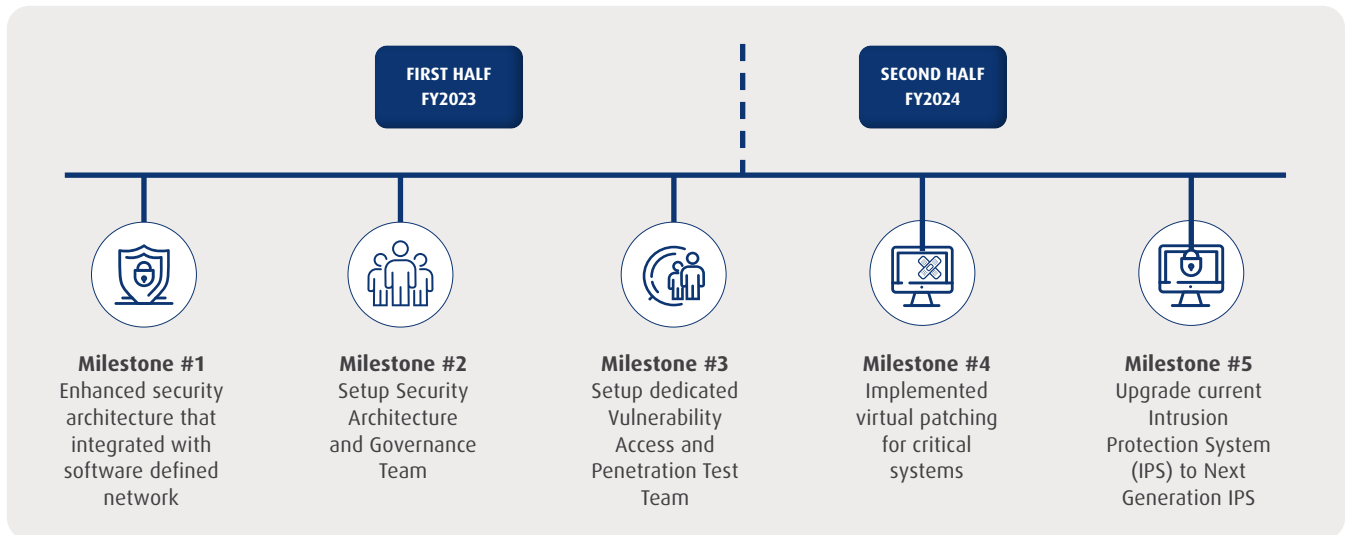 FIRST HALF
FY2023
SECOND HALF
FY2024
Milestone #1
Enhanced security
architecture that
integrated with
software defined
network
Milestone #2
Setup Security
Architecture
and Governance
Team
Milestone #3
Setup dedicated
Vulnerability
Access and
Penetration Test
Team
Milestone #4
Implemented
virtual patching
for critical
systems
Milestone #5
Upgrade current
Intrusion
Protection System
(IPS) to Next
Generation IPS